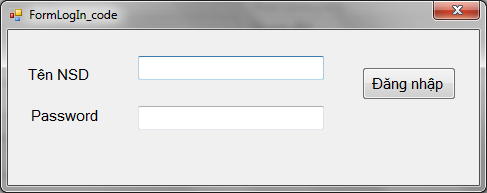 FormLogIn_code
Tên NSD
Đăng nhập
Password